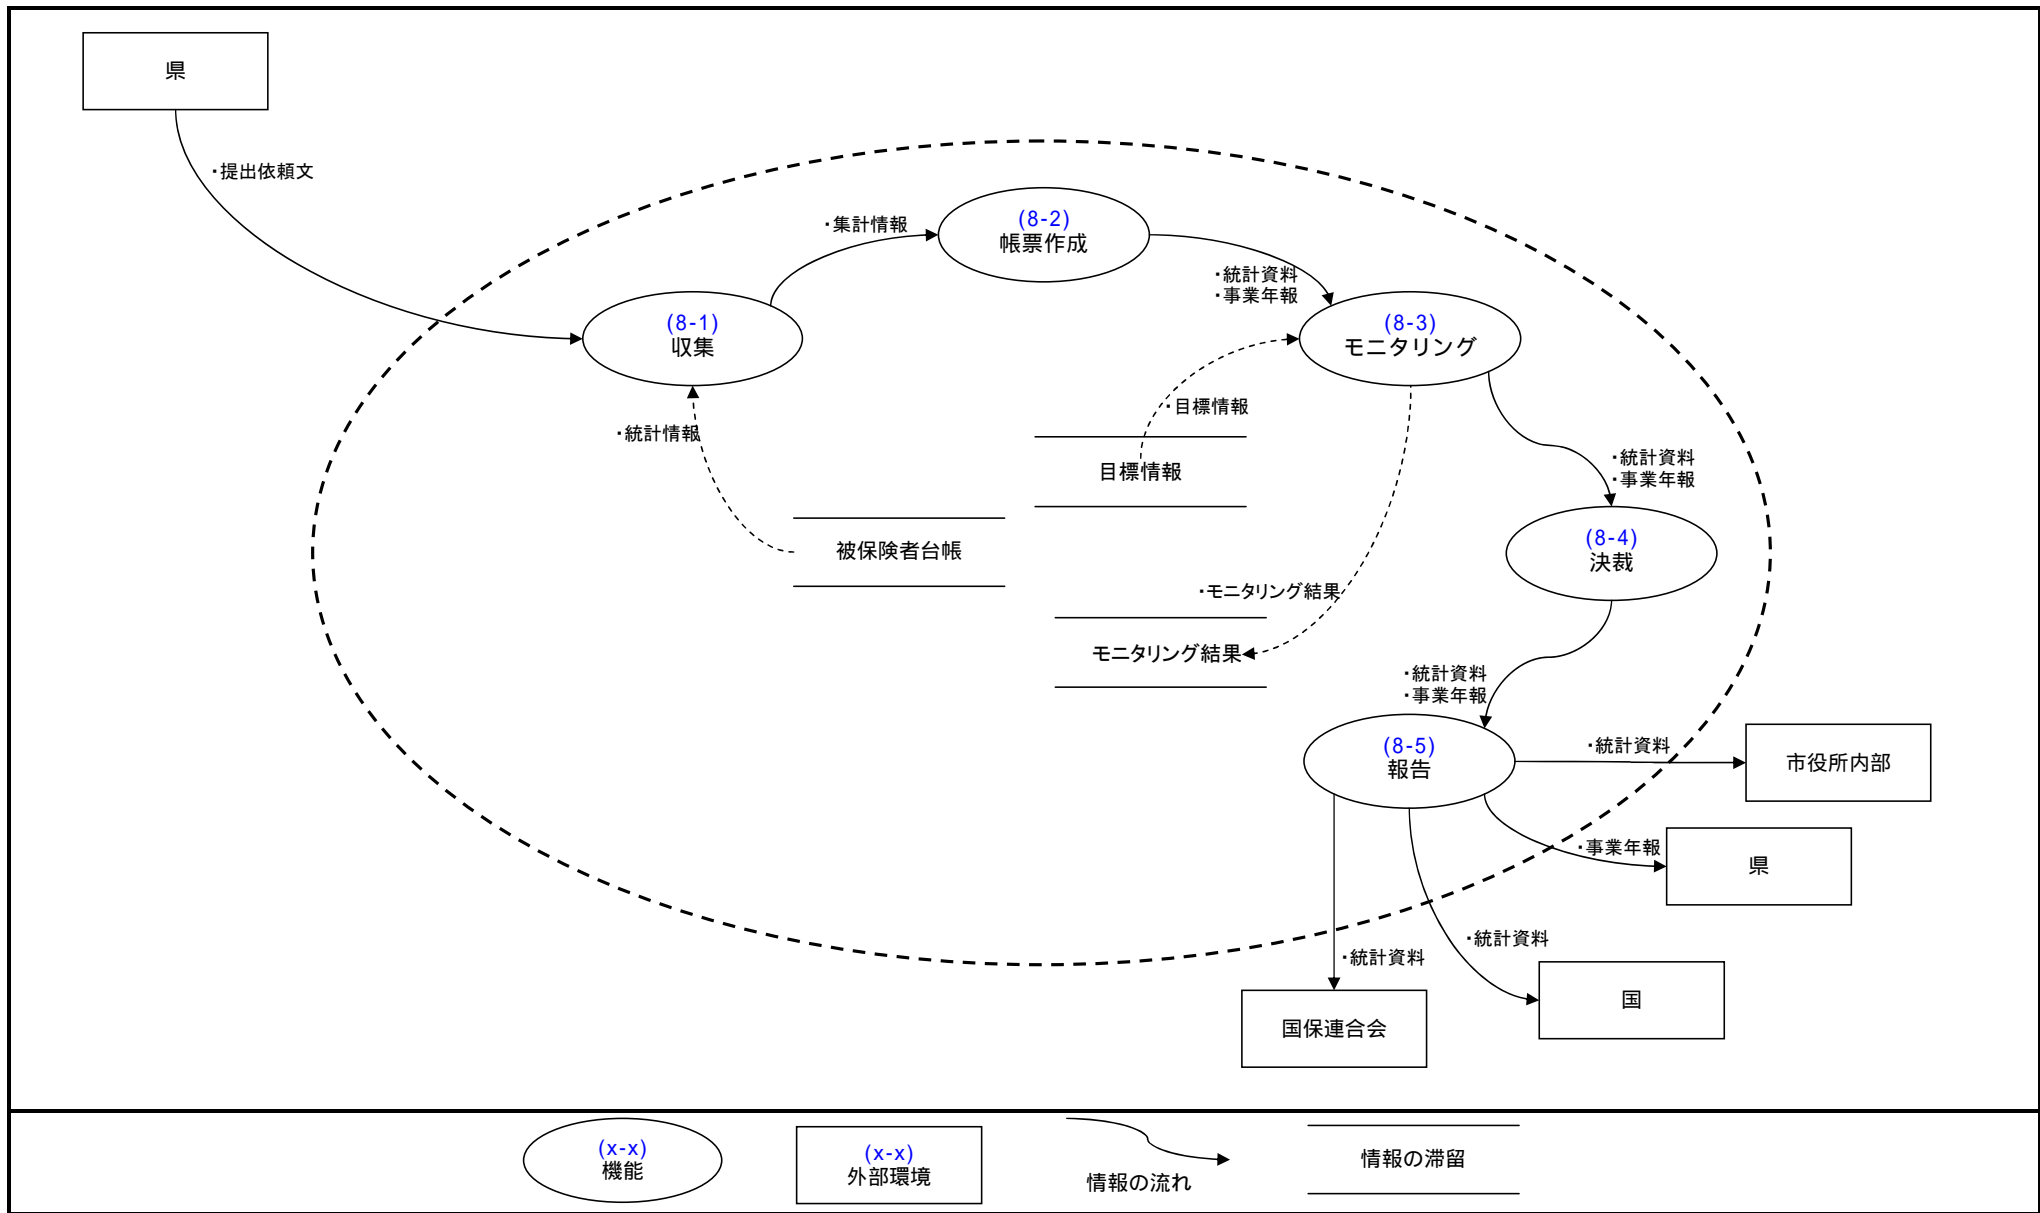 県
・提出依頼文
(8-2)
帳票作成
・集計情報
・統計資料
・事業年報
(8-1)
収集
(8-3)
モニタリング
・目標情報
・統計情報
目標情報
・統計資料
・事業年報
被保険者台帳
(8-4)
決裁
・モニタリング結果
モニタリング結果
・統計資料
・事業年報
(8-5)
報告
・統計資料
市役所内部
・事業年報
県
・統計資料
・統計資料
国
国保連合会
(x-x)
機能
(x-x)
外部環境
情報の流れ
情報の滞留